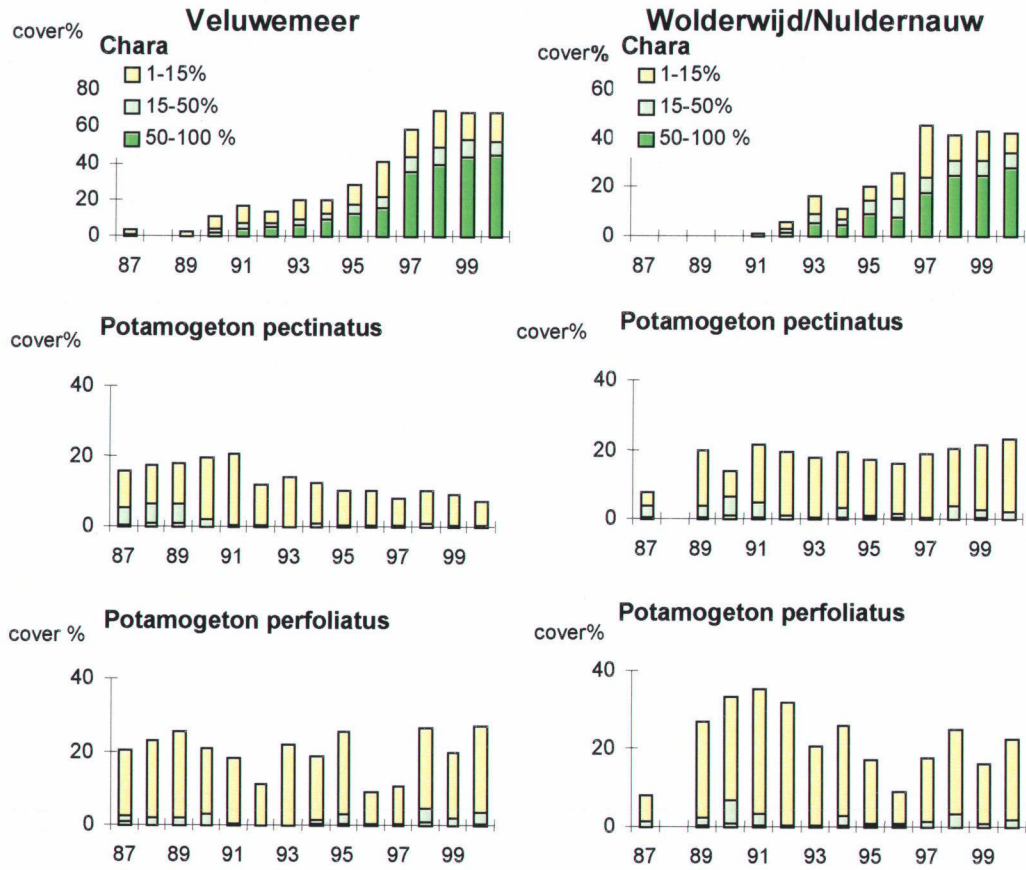 Veluwemeer
cover%
Chara
1-15%
15-50%
50-100 %
80
60
40
20
0
87 89 91 93 95 97 99
Wolderwijd/Nuldernauw
cover%
Chara
1-15%
15-50%
50-100 %
60
40
20
0
87 89 91 93 95 97 99
Potamogeton pectinatus
cover%
40
20
0
87 89 91 93 95 97 99
Potamogeton pectinatus
cover%
40
20
0
87 89 91 93 95 97 99
Potamogeton perfoliatus
cover %
40
20
0
87 89 91 93 95 97 99
Potamogeton perfoliatus
cover%
40
20
0
87 89 91 93 95 97 99